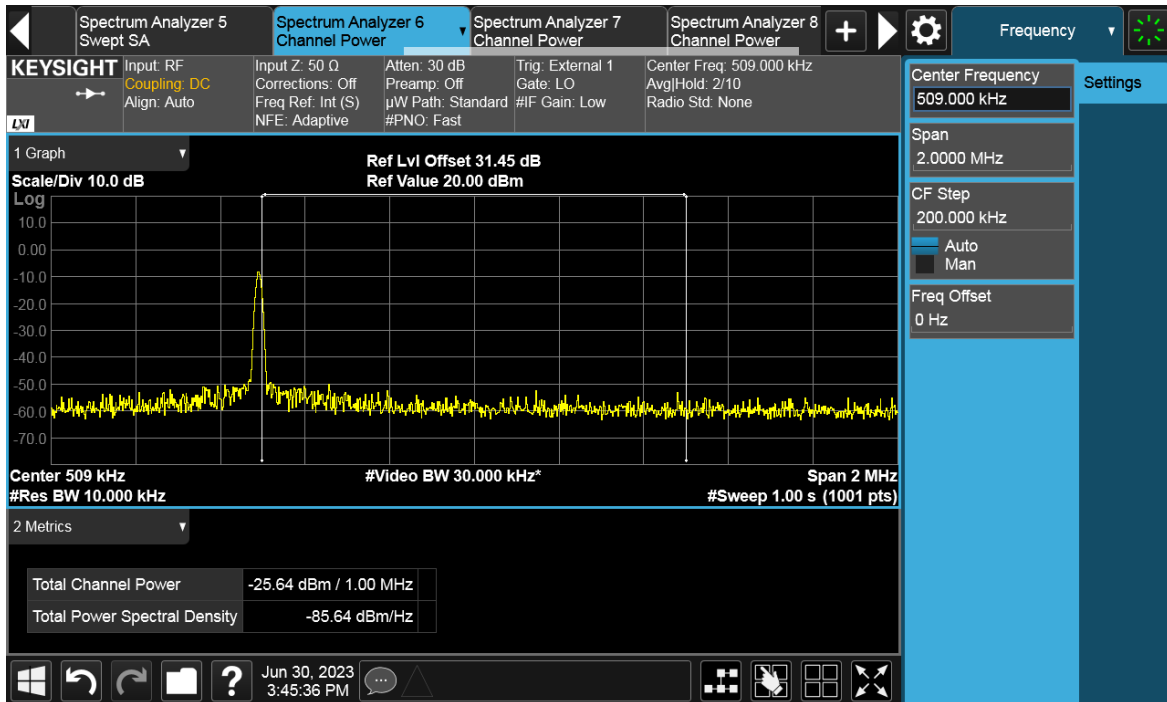 Spectrum Analyzer 5
Swept SA
Spectrum Analyzer 6
Channel Power
Spectrum Analyzer 7
Channel Power
Spectrum Analyzer 8
Channel Power
+
Frequency
KEYSIGHT
LXI
Input: RF
Coupling: DC
Align: Auto
Input Z: 50 Ω
Corrections: Off
Freq Ref: Int (S)
NFE: Adaptive
Atten: 30 dB
Preamp: Off
µW Path: Standard
#PNO: Fast
Trig: External 1
Gate: LO
#IF Gain: Low
Center Freq: 509.000 kHz
Avg|Hold: 2/10
Radio Std: None
Center Frequency
509.000 kHz
Settings
Span
2.0000 MHz
CF Step
200.000 kHz
Auto
Man
Freq Offset
0 Hz
1 Graph
Scale/Div 10.0 dB
Ref Lvl Offset 31.45 dB
Ref Value 20.00 dBm
Log
10.0
0.00
-10.0
-20.0
-30.0
-40.0
-50.0
-60.0
-70.0
Center 509 kHz
#Video BW 30.000 kHz*
Span 2 MHz
#Res BW 10.000 kHz
#Sweep 1.00 s (1001 pts)
2 Metrics
Total Channel Power -25.64 dBm / 1.00 MHz
Total Power Spectral Density -85.64 dBm/Hz
?
Jun 30, 2023
3:45:36 PM